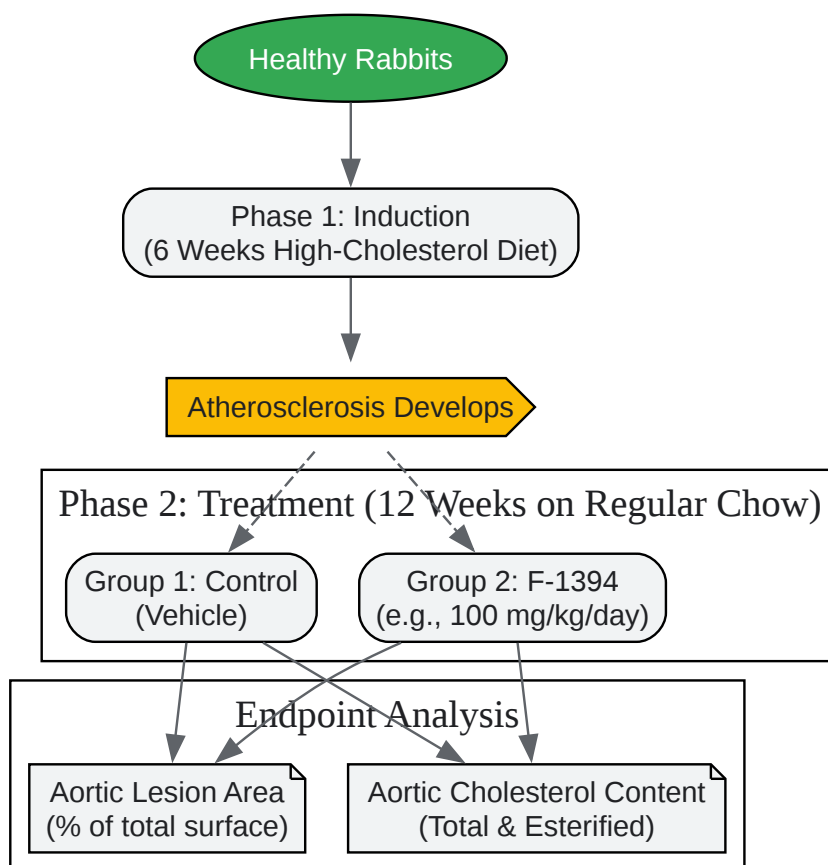 Healthy Rabbits
Phase 1: Induction
(6 Weeks High-Cholesterol Diet)
Atherosclerosis Develops
Phase 2: Treatment (12 Weeks on Regular Chow)
Group 1: Control
(Vehicle)
Group 2: F-1394
(e.g., 100 mg/kg/day)
Endpoint Analysis
Aortic Lesion Area
(% of total surface)
Aortic Cholesterol Content
(Total & Esterified)